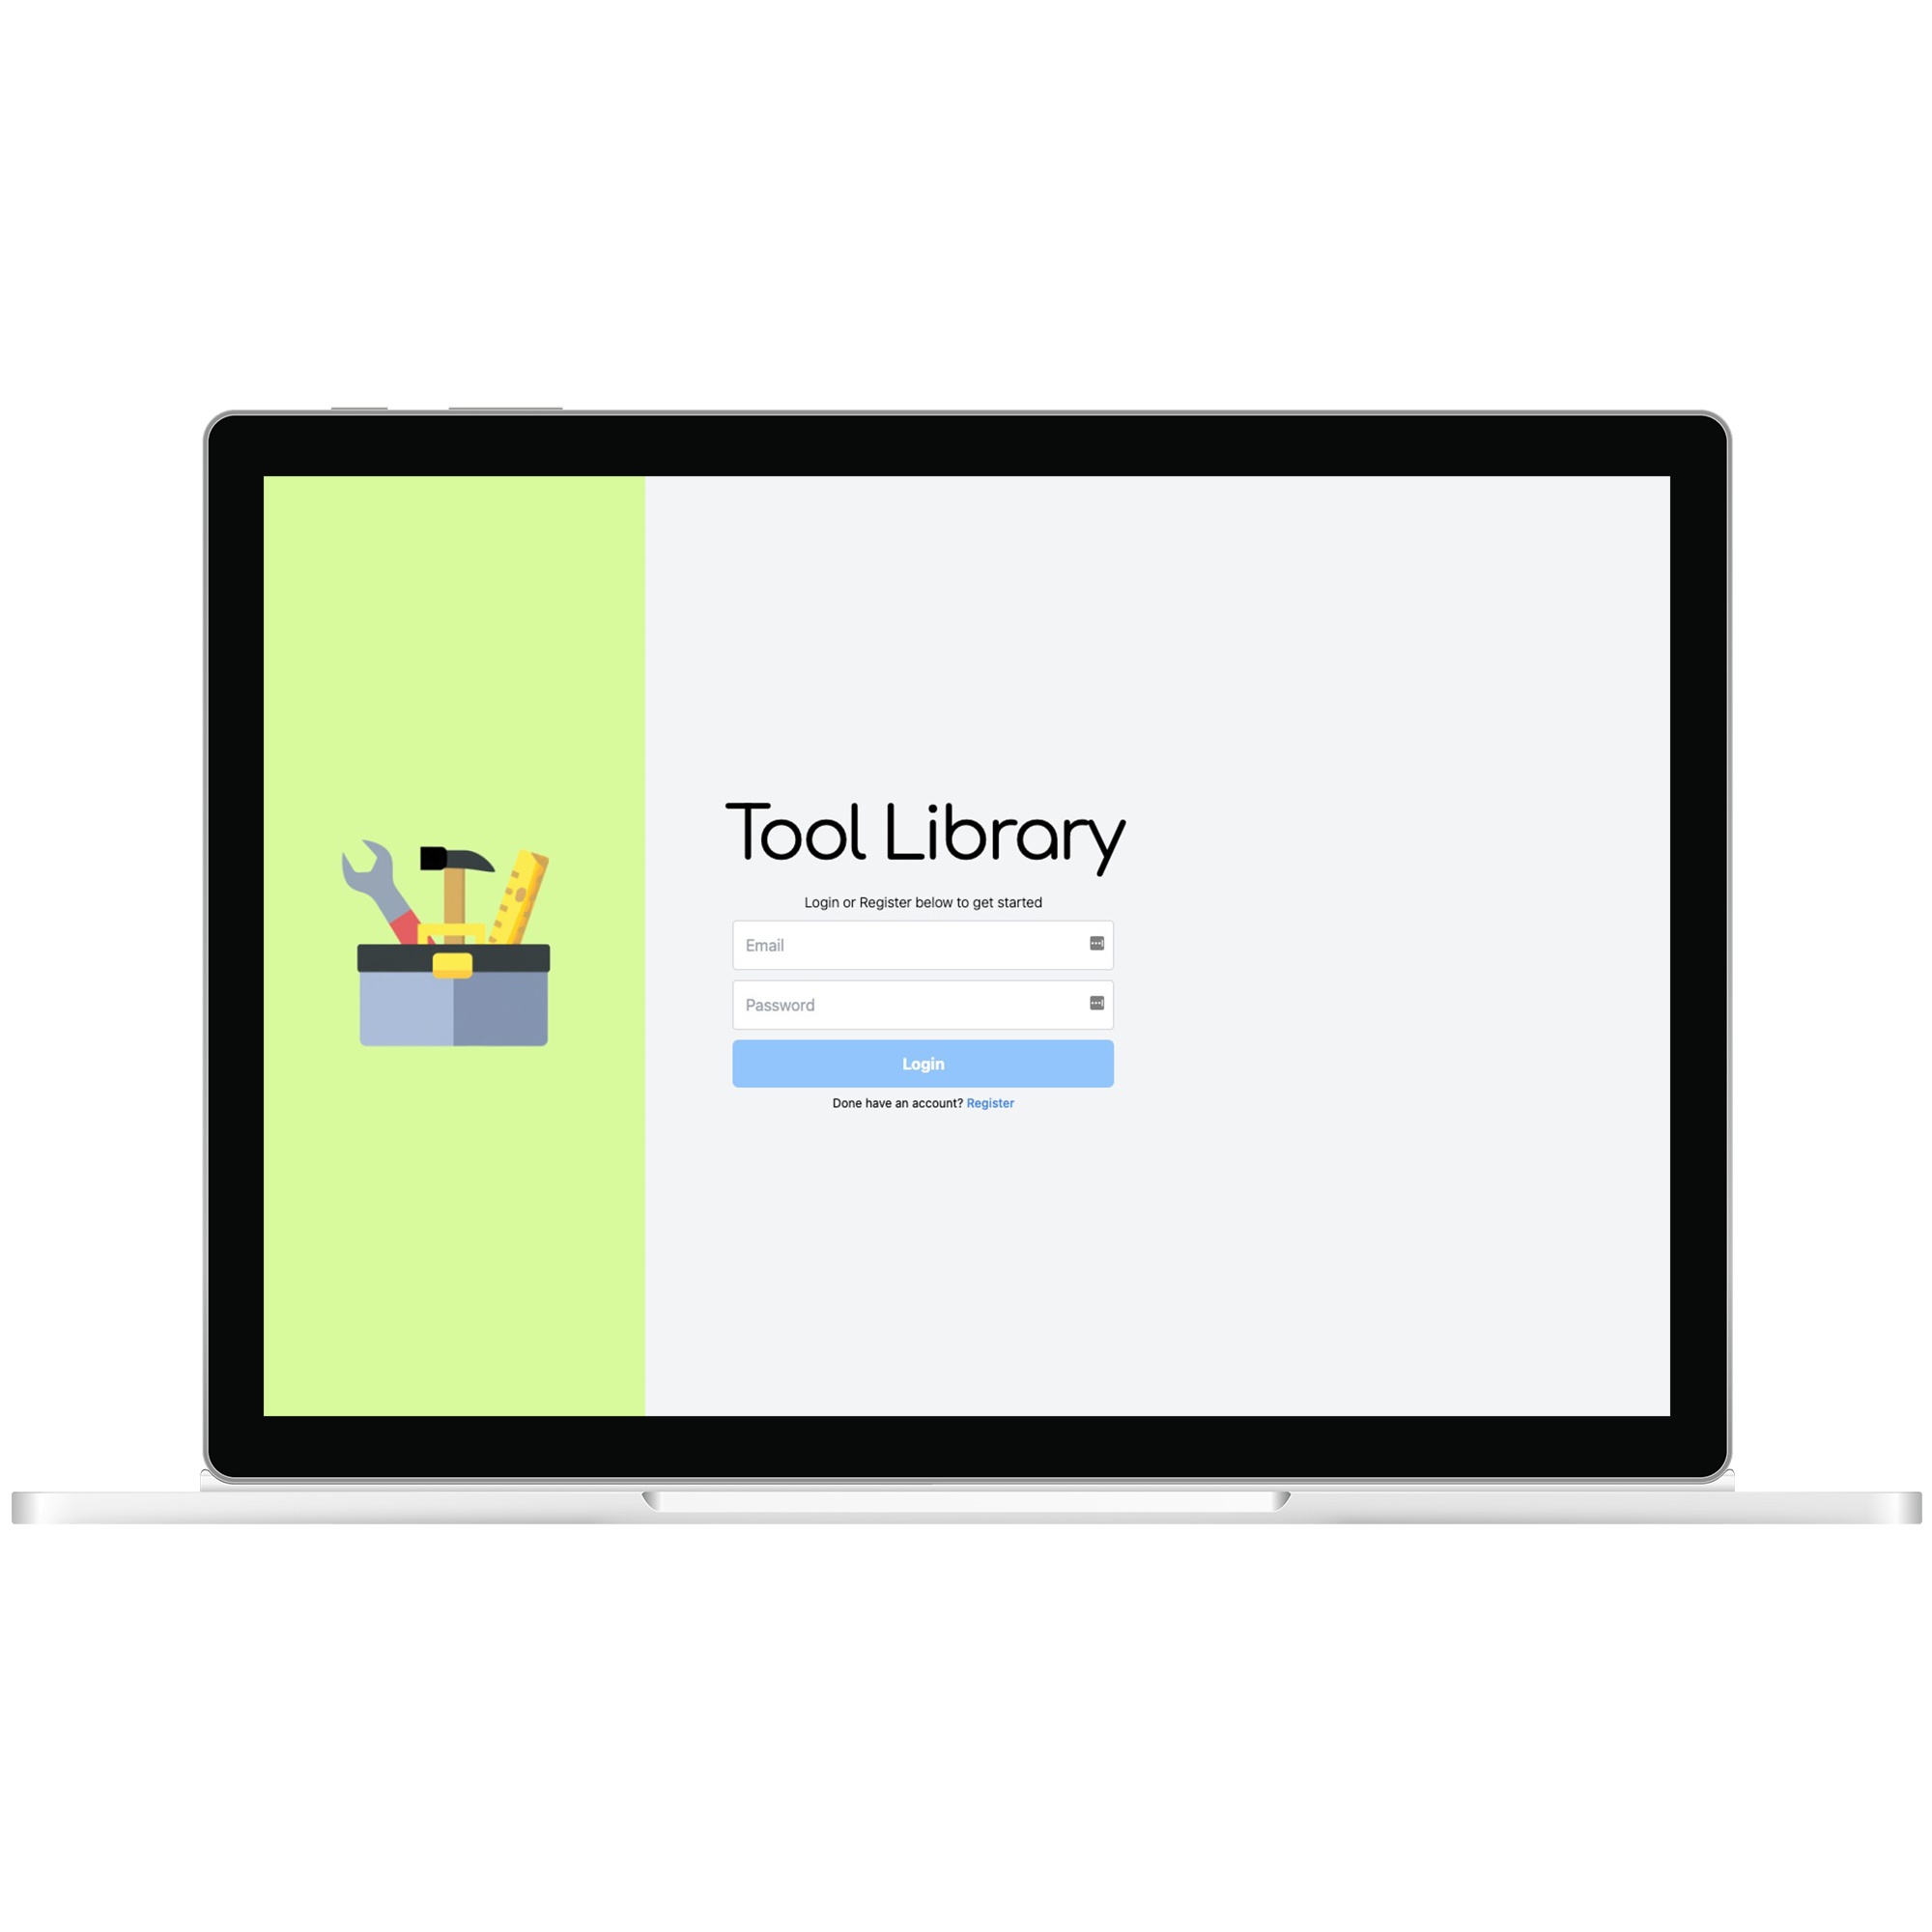 Tool Library
Login or Register below to get started
Email
Password
Login
Done have an account? Register